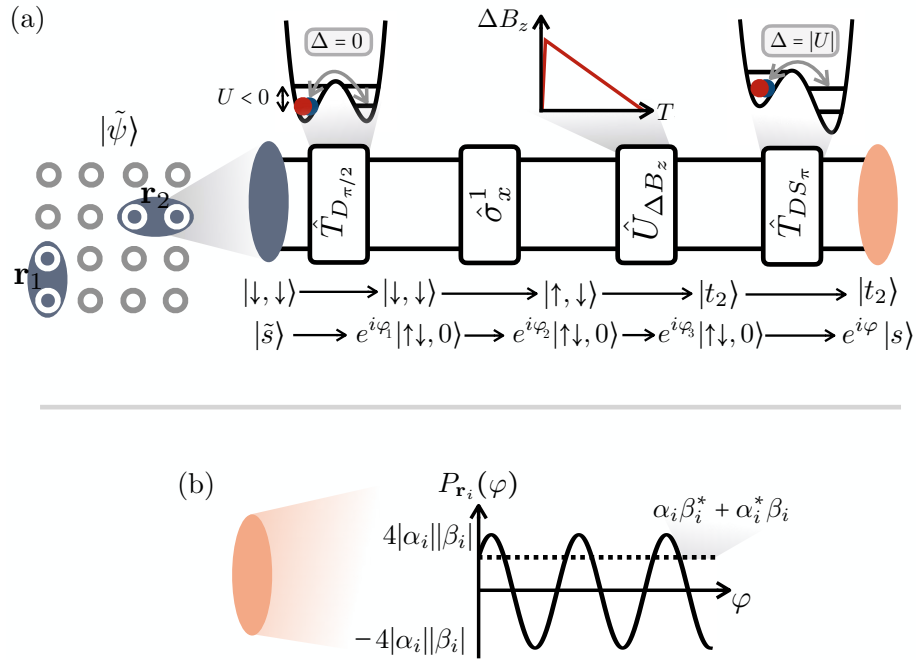 (a)
Δ = 0
U < 0
ΔB_z
T
Δ = |U|
|ψ̃⟩
r_2
r_1
T̂_{D_{π/2}}
σ̂_x^1
Û_{ΔB_z}
T̂_{DS_π}
|↓, ↓⟩ → |↓, ↓⟩ → |↑, ↓⟩ → |t_2⟩ → |t_2⟩
|s̃⟩ → e^{iφ_1}|↑↓, 0⟩ → e^{iφ_2}|↑↓, 0⟩ → e^{iφ_3}|↑↓, 0⟩ → e^{iφ}|s⟩
(b)
P_{r_i}(φ)
α_iβ_i^* + α_i^*β_i
4|α_i||β_i|
φ
−4|α_i||β_i|